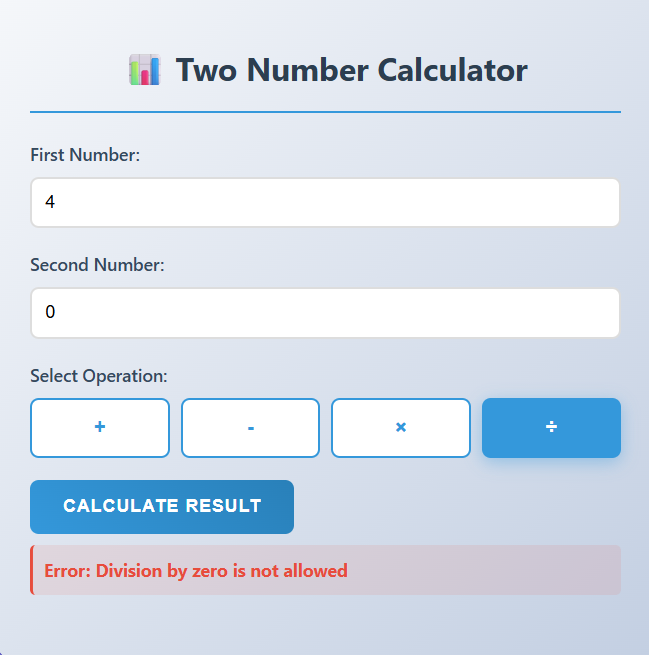 Two Number Calculator
First Number:
4
Second Number:
0
Select Operation:
+ - × ÷
CALCULATE RESULT
Error: Division by zero is not allowed